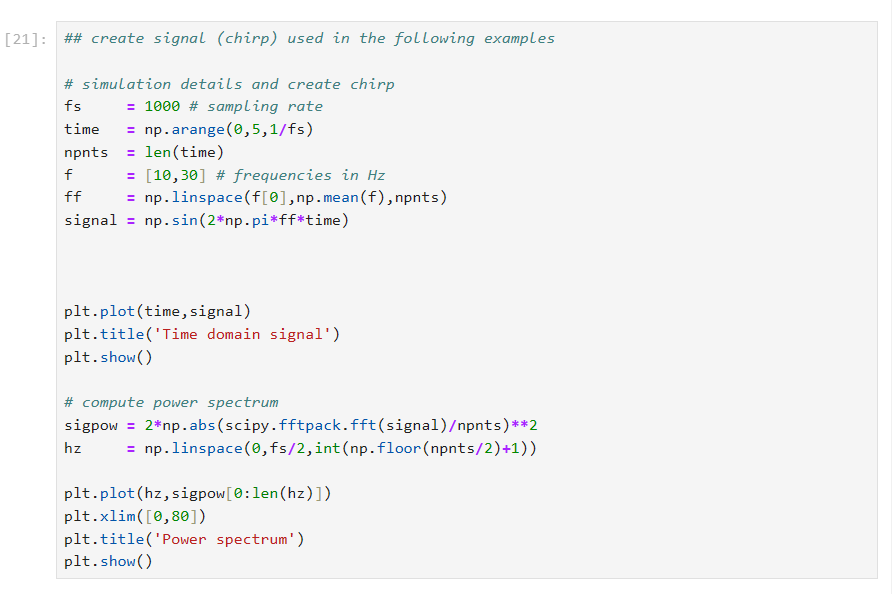 [21]: ## create signal (chirp) used in the following examples
# simulation details and create chirp
fs     = 1000 # sampling rate
time   = np.arange(0,5,1/fs)
npnts  = len(time)
f      = [10,30] # frequencies in Hz
ff     = np.linspace(f[0],np.mean(f),npnts)
signal = np.sin(2*np.pi*ff*time)
plt.plot(time,signal)
plt.title('Time domain signal')
plt.show()
# compute power spectrum
sigpow = 2*np.abs(scipy.fftpack.fft(signal)/npnts)**2
hz     = np.linspace(0,fs/2,int(np.floor(npnts/2)+1))
plt.plot(hz,sigpow[0:len(hz)])
plt.xlim([0,80])
plt.title('Power spectrum')
plt.show()